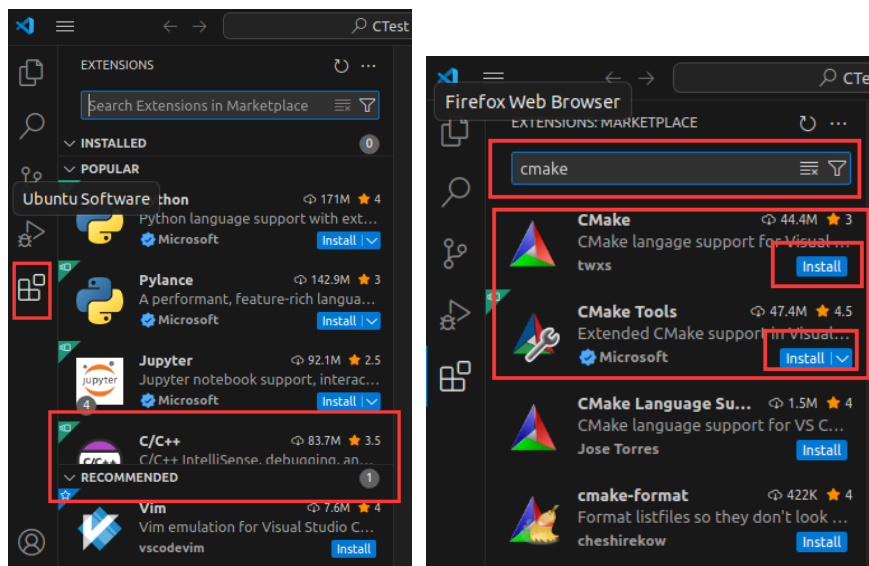 CTest
EXTENSIONS
Search Extensions in Marketplace
INSTALLED 0
POPULAR
Ubuntu Software
thon 171M 4
Python language support with ext...
Microsoft Install
Pylance 142.9M 3
A performant, feature-rich langua...
Microsoft Install
Jupyter 92.1M 2.5
Jupyter notebook support, interac...
Microsoft Install
jupyter
4
C/C++ 83.7M 3.5
C/C++ IntelliSense, debugging, an...
C/C++
RECOMMENDED 1
Vim 7.6M 4
Vim emulation for Visual Studio C...
vscodevim Install
CTe
Firefox Web Browser
EXTENSIONS: MARKETPLACE
cmake
CMake 44.4M 3
CMake langage support for Visual ...
twxs Install
CMake Tools 47.4M 4.5
Extended CMake support in Visual...
Microsoft Install
CMake Language Su... 1.5M 4
CMake language support for VS C...
Jose Torres Install
cmake-format 422K 4
Format listfiles so they don't look ...
cheshirekow Install